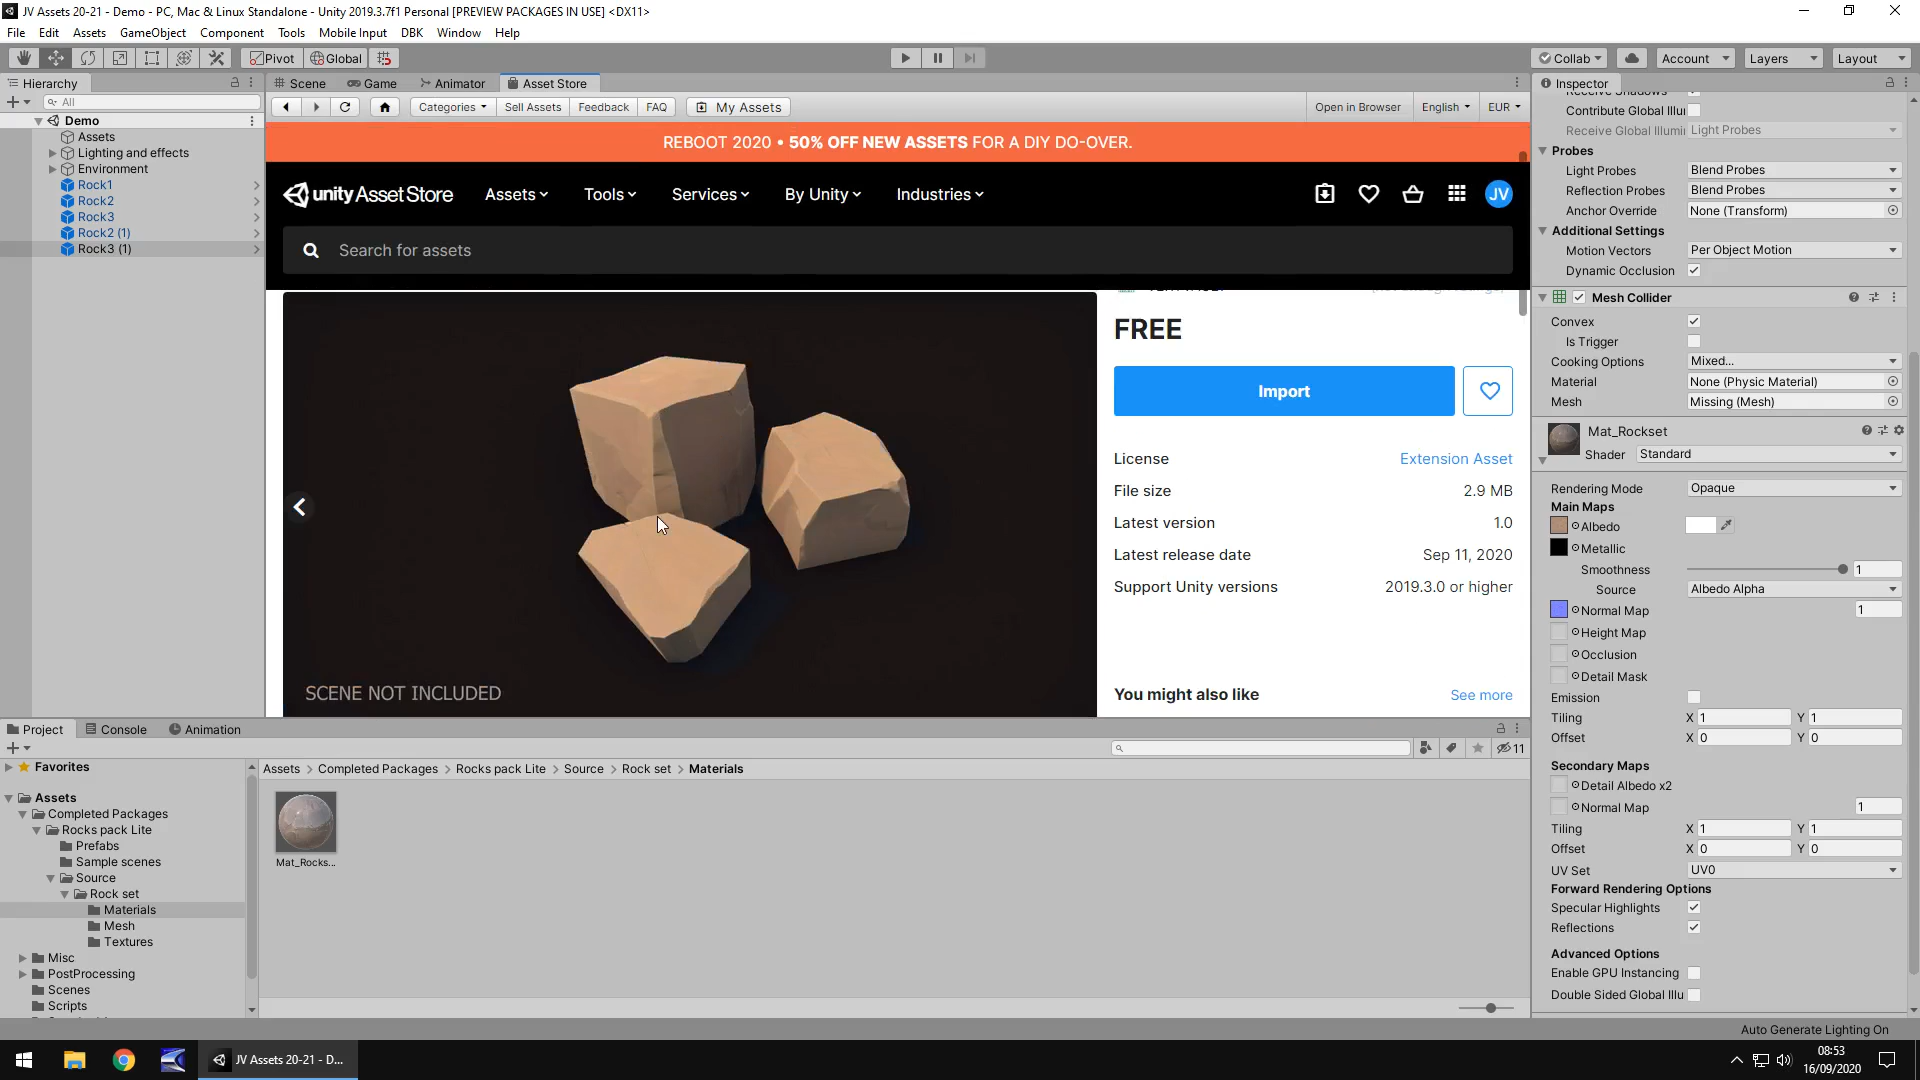 JV Assets 20-21 - Demo - PC, Mac & Linux Standalone - Unity 2019.3.7f1 Personal [PREVIEW PACKAGES IN USE] <DX11>
File Edit Assets GameObject Component Tools Mobile Input DBK Window Help
Pivot Global Collab Account Layers Layout
Hierarchy
All
Demo
Assets
Lighting and effects
Environment
Rock1
Rock2
Rock3
Rock2 (1)
Rock3 (1)
Scene Game Animator Asset Store
Categories Sell Assets Feedback FAQ My Assets Open in Browser English EUR
REBOOT 2020 • 50% OFF NEW ASSETS FOR A DIY DO-OVER.
unity Asset Store Assets Tools Services By Unity Industries JV
Search for assets
SCENE NOT INCLUDED
FREE
Import
License Extension Asset
File size 2.9 MB
Latest version 1.0
Latest release date Sep 11, 2020
Support Unity versions 2019.3.0 or higher
You might also like See more
Inspector
Contribute Global Illui
Receive Global Illumii Light Probes
Probes
Light Probes Blend Probes
Reflection Probes Blend Probes
Anchor Override None (Transform)
Additional Settings
Motion Vectors Per Object Motion
Dynamic Occlusion
Mesh Collider
Convex
Is Trigger
Cooking Options Mixed...
Material None (Physic Material)
Mesh Missing (Mesh)
Mat_Rockset
Shader Standard
Rendering Mode Opaque
Main Maps
Albedo
Metallic
Smoothness 1
Source Albedo Alpha
Normal Map 1
Height Map
Occlusion
Detail Mask
Emission
Tiling X 1 Y 1
Offset X 0 Y 0
Secondary Maps
Detail Albedo x2
Normal Map 1
Tiling X 1 Y 1
Offset X 0 Y 0
UV Set UV0
Forward Rendering Options
Specular Highlights
Reflections
Advanced Options
Enable GPU Instancing
Double Sided Global Illu
Project Console Animation
11
Favorites
Assets
Completed Packages
Rocks pack Lite
Prefabs
Sample scenes
Source
Rock set
Materials
Mesh
Textures
Misc
PostProcessing
Scenes
Scripts
Assets > Completed Packages > Rocks pack Lite > Source > Rock set > Materials
Mat_Rocks...
Auto Generate Lighting On
JV Assets 20-21 - D...
08:53
16/09/2020